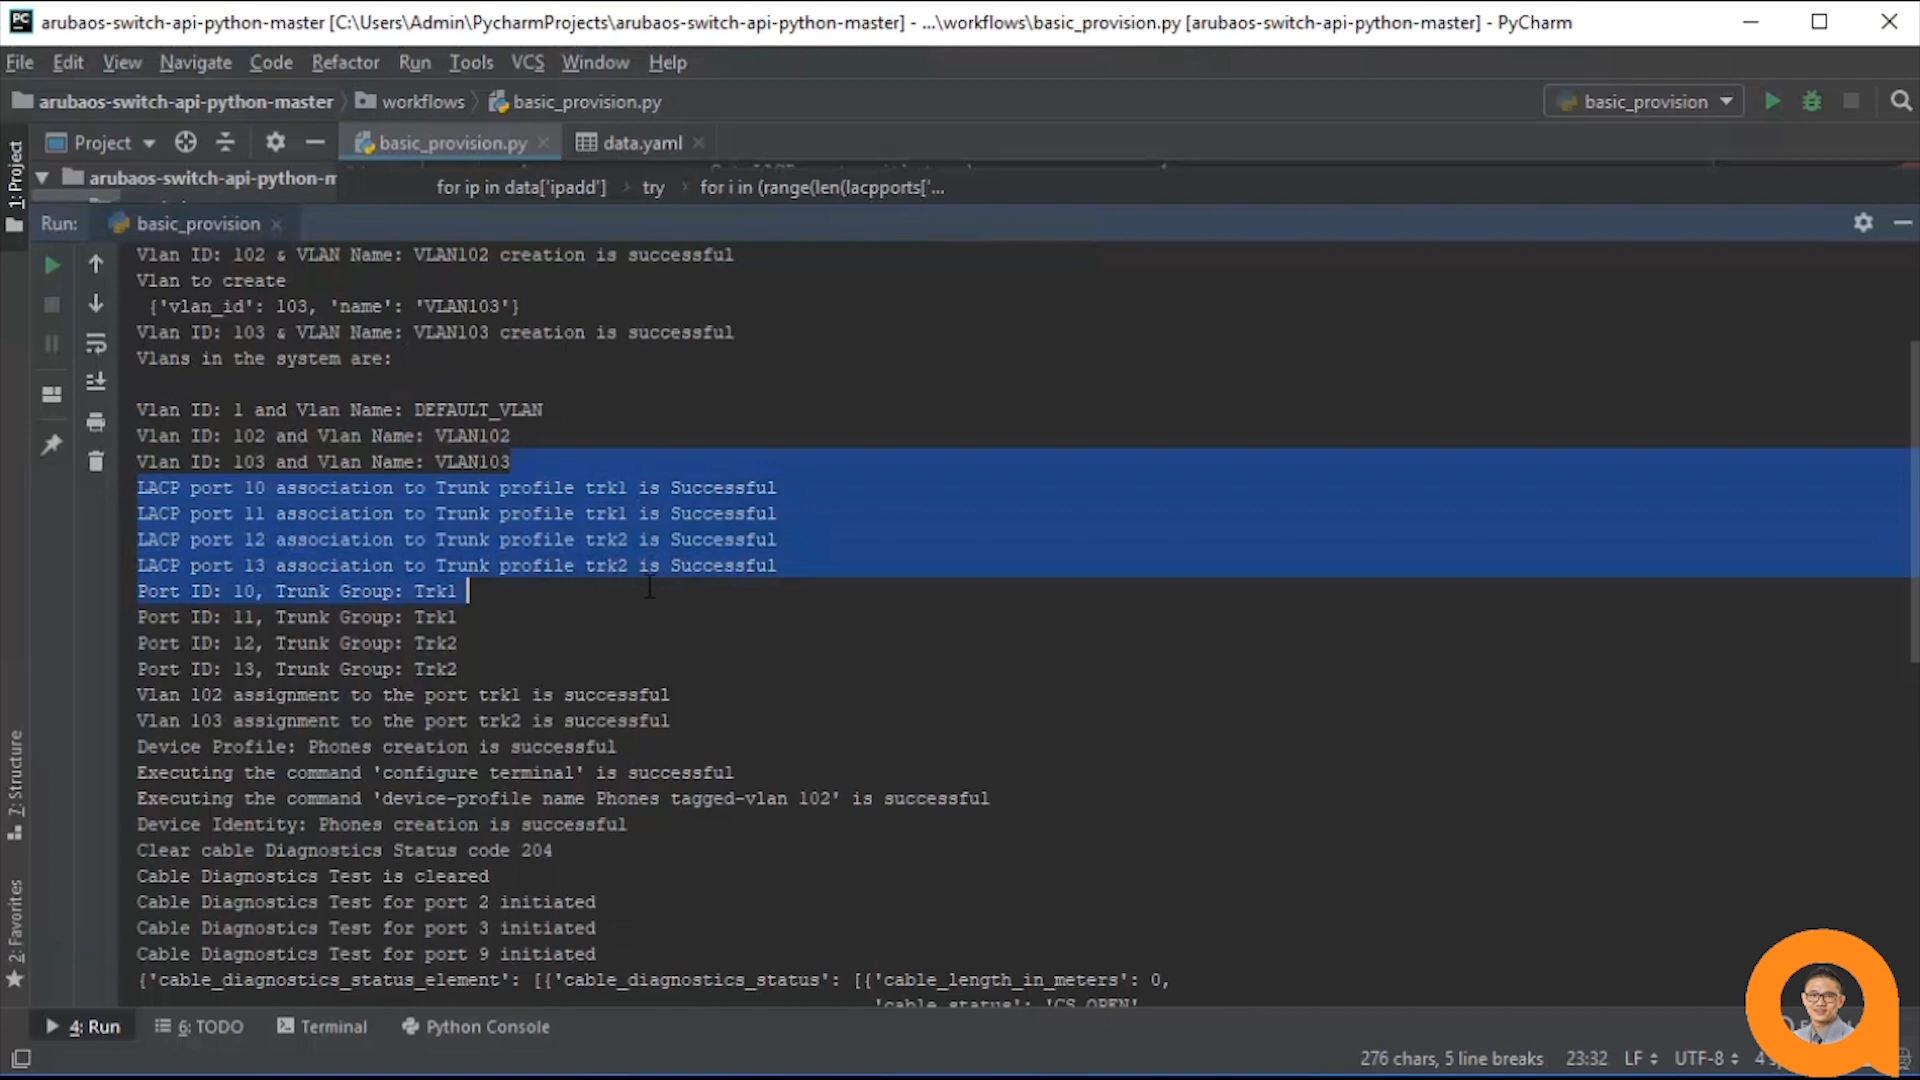 PC arubaos-switch-api-python-master [C:\Users\Admin\PycharmProjects\arubaos-switch-api-python-master] - ...\workflows\basic_provision.py [arubaos-switch-api-python-master] - PyCharm
File Edit View Navigate Code Refactor Run Tools VCS Window Help
arubaos-switch-api-python-master workflows basic_provision.py basic_provision
1: Project Project basic_provision.py data.yaml
arubaos-switch-api-python-m
for ip in data['ipadd'] try for i in (range(len(lacpports['...
Run: basic_provision
Vlan ID: 102 & VLAN Name: VLAN102 creation is successful
Vlan to create
{'vlan_id': 103, 'name': 'VLAN103'}
Vlan ID: 103 & VLAN Name: VLAN103 creation is successful
Vlans in the system are:
Vlan ID: 1 and Vlan Name: DEFAULT_VLAN
Vlan ID: 102 and Vlan Name: VLAN102
Vlan ID: 103 and Vlan Name: VLAN103
LACP port 10 association to Trunk profile trk1 is Successful
LACP port 11 association to Trunk profile trk1 is Successful
LACP port 12 association to Trunk profile trk2 is Successful
LACP port 13 association to Trunk profile trk2 is Successful
Port ID: 10, Trunk Group: Trk1
Port ID: 11, Trunk Group: Trk1
Port ID: 12, Trunk Group: Trk2
Port ID: 13, Trunk Group: Trk2
Vlan 102 assignment to the port trk1 is successful
Vlan 103 assignment to the port trk2 is successful
Device Profile: Phones creation is successful
Executing the command 'configure terminal' is successful
Executing the command 'device-profile name Phones tagged-vlan 102' is successful
Device Identity: Phones creation is successful
Clear cable Diagnostics Status code 204
Cable Diagnostics Test is cleared
Cable Diagnostics Test for port 2 initiated
Cable Diagnostics Test for port 3 initiated
Cable Diagnostics Test for port 9 initiated
{'cable_diagnostics_status_element': [{'cable_diagnostics_status': [{'cable_length_in_meters': 0,
'cable_status': 'CS_OPEN'
7: Structure
2: Favorites
4: Run 6: TODO Terminal Python Console
276 chars, 5 line breaks 23:32 LF UTF-8 4